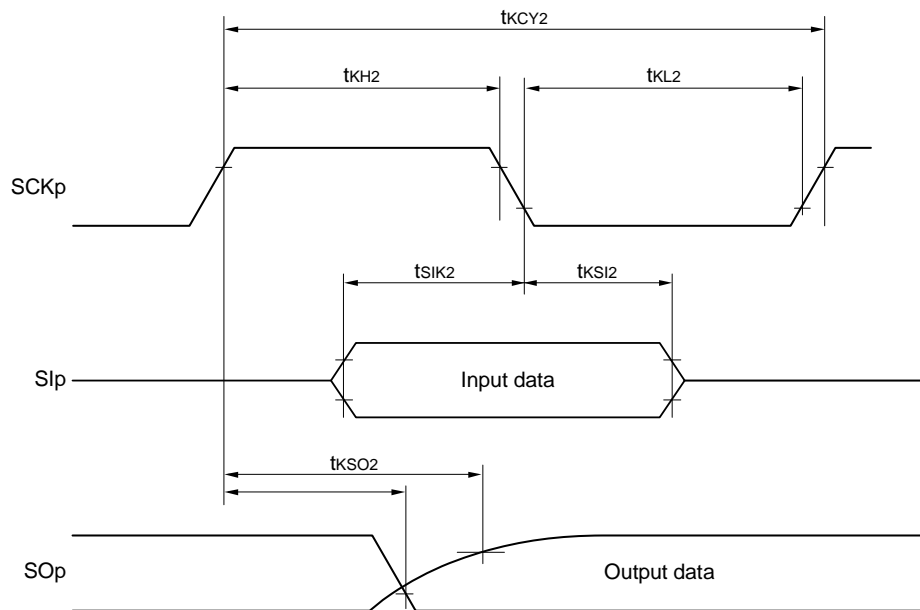 tKCY2
tKH2
tKL2
SCKp
tSIK2
tKSI2
SIp
Input data
tKSO2
SOp
Output data